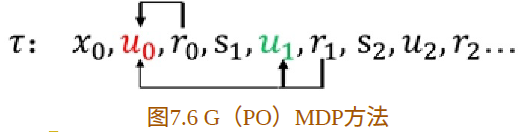 τ: x₀, u₀, r₀, s₁, u₁, r₁, s₂, u₂, r₂...
图7.6 G（PO）MDP方法